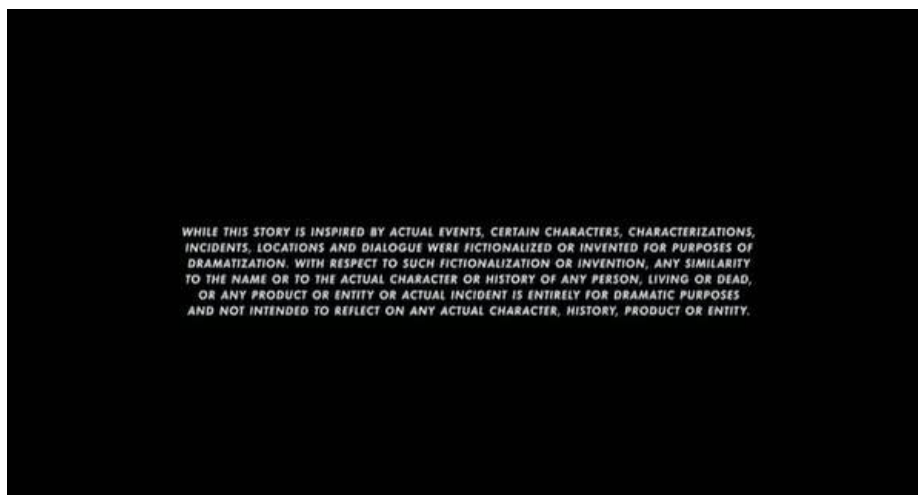 WHILE THIS STORY IS INSPIRED BY ACTUAL EVENTS, CERTAIN CHARACTERS, CHARACTERIZATIONS,
INCIDENTS, LOCATIONS AND DIALOGUE WERE FICTIONALIZED OR INVENTED FOR PURPOSES OF
DRAMATIZATION. WITH RESPECT TO SUCH FICTIONALIZATION OR INVENTION, ANY SIMILARITY
TO THE NAME OR TO THE ACTUAL CHARACTER OR HISTORY OF ANY PERSON, LIVING OR DEAD,
OR ANY PRODUCT OR ENTITY OR ACTUAL INCIDENT IS ENTIRELY FOR DRAMATIC PURPOSES
AND NOT INTENDED TO REFLECT ON ANY ACTUAL CHARACTER, HISTORY, PRODUCT OR ENTITY.